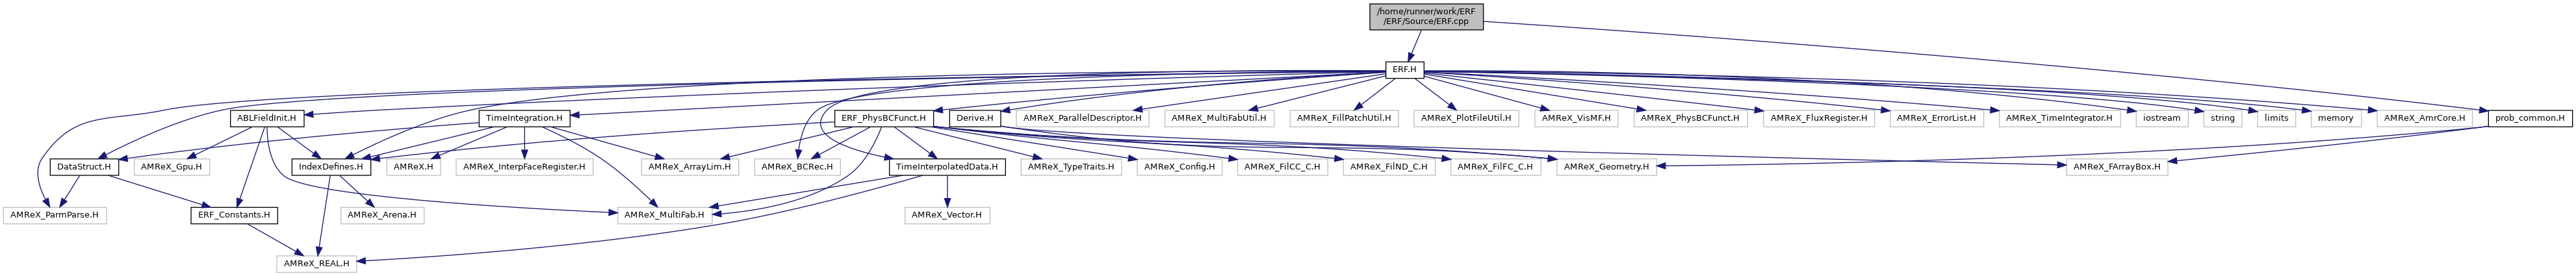 /home/runner/work/ERF
/ERF/Source/ERF.cpp
ERF.H
ABLFieldInit.H
TimeIntegration.H
ERF_PhysBCFunct.H
Derive.H
AMReX_ParallelDescriptor.H
AMReX_MultiFabUtil.H
AMReX_FillPatchUtil.H
AMReX_PlotFileUtil.H
AMReX_VisMF.H
AMReX_PhysBCFunct.H
AMReX_FluxRegister.H
AMReX_ErrorList.H
AMReX_TimeIntegrator.H
iostream
string
limits
memory
AMReX_AmrCore.H
prob_common.H
DataStruct.H
AMReX_Gpu.H
IndexDefines.H
AMReX.H
AMReX_InterpFaceRegister.H
AMReX_ArrayLim.H
AMReX_BCRec.H
TimeInterpolatedData.H
AMReX_TypeTraits.H
AMReX_Config.H
AMReX_FilCC_C.H
AMReX_FilND_C.H
AMReX_FilFC_C.H
AMReX_Geometry.H
AMReX_FArrayBox.H
AMReX_ParmParse.H
ERF_Constants.H
AMReX_Arena.H
AMReX_MultiFab.H
AMReX_Vector.H
AMReX_REAL.H